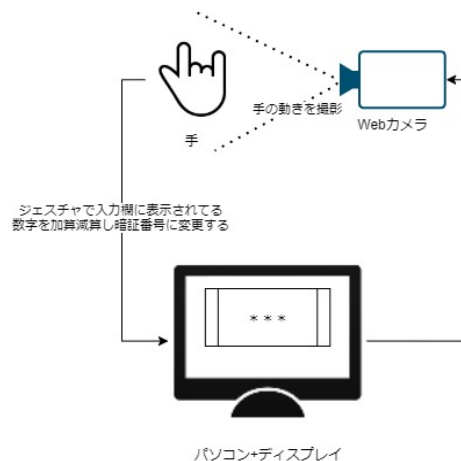 手の動きを撮影
Webカメラ
手
ジェスチャで入力欄に表示されてる
数字を加算減算し暗証番号に変更する
* * *
パソコン+ディスプレイ